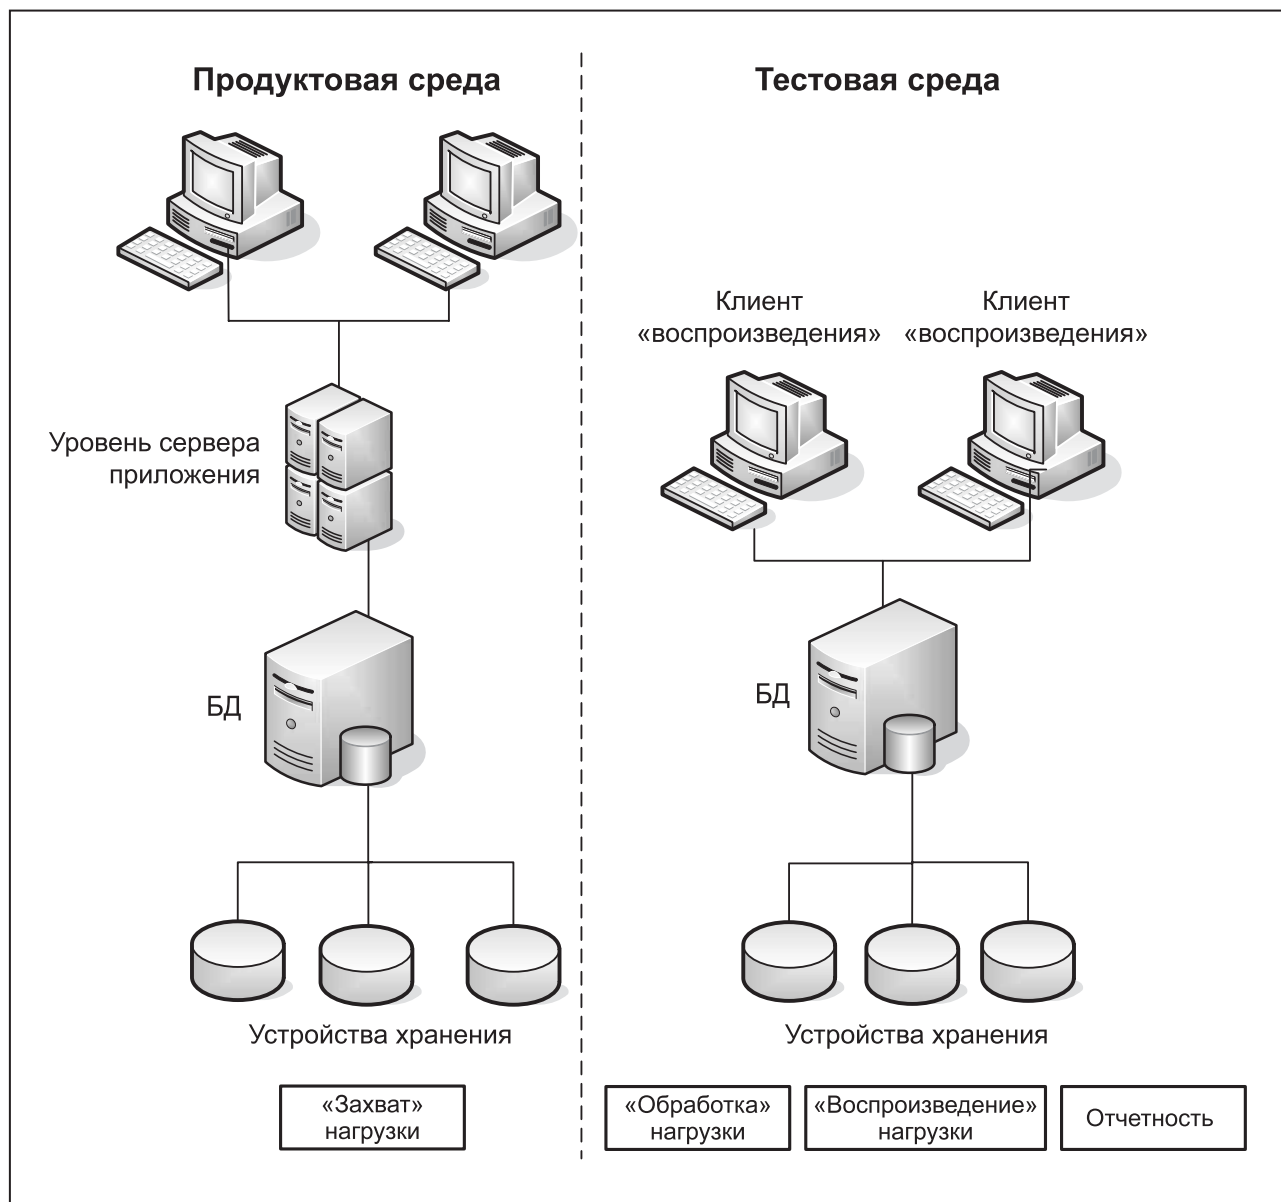 Продуктовая среда
Тестовая среда
Клиент
«воспроизведения»
Клиент
«воспроизведения»
Уровень сервера
приложения
БД
БД
Устройства хранения
Устройства хранения
«Захват»
нагрузки
«Обработка»
нагрузки
«Воспроизведение»
нагрузки
Отчетность